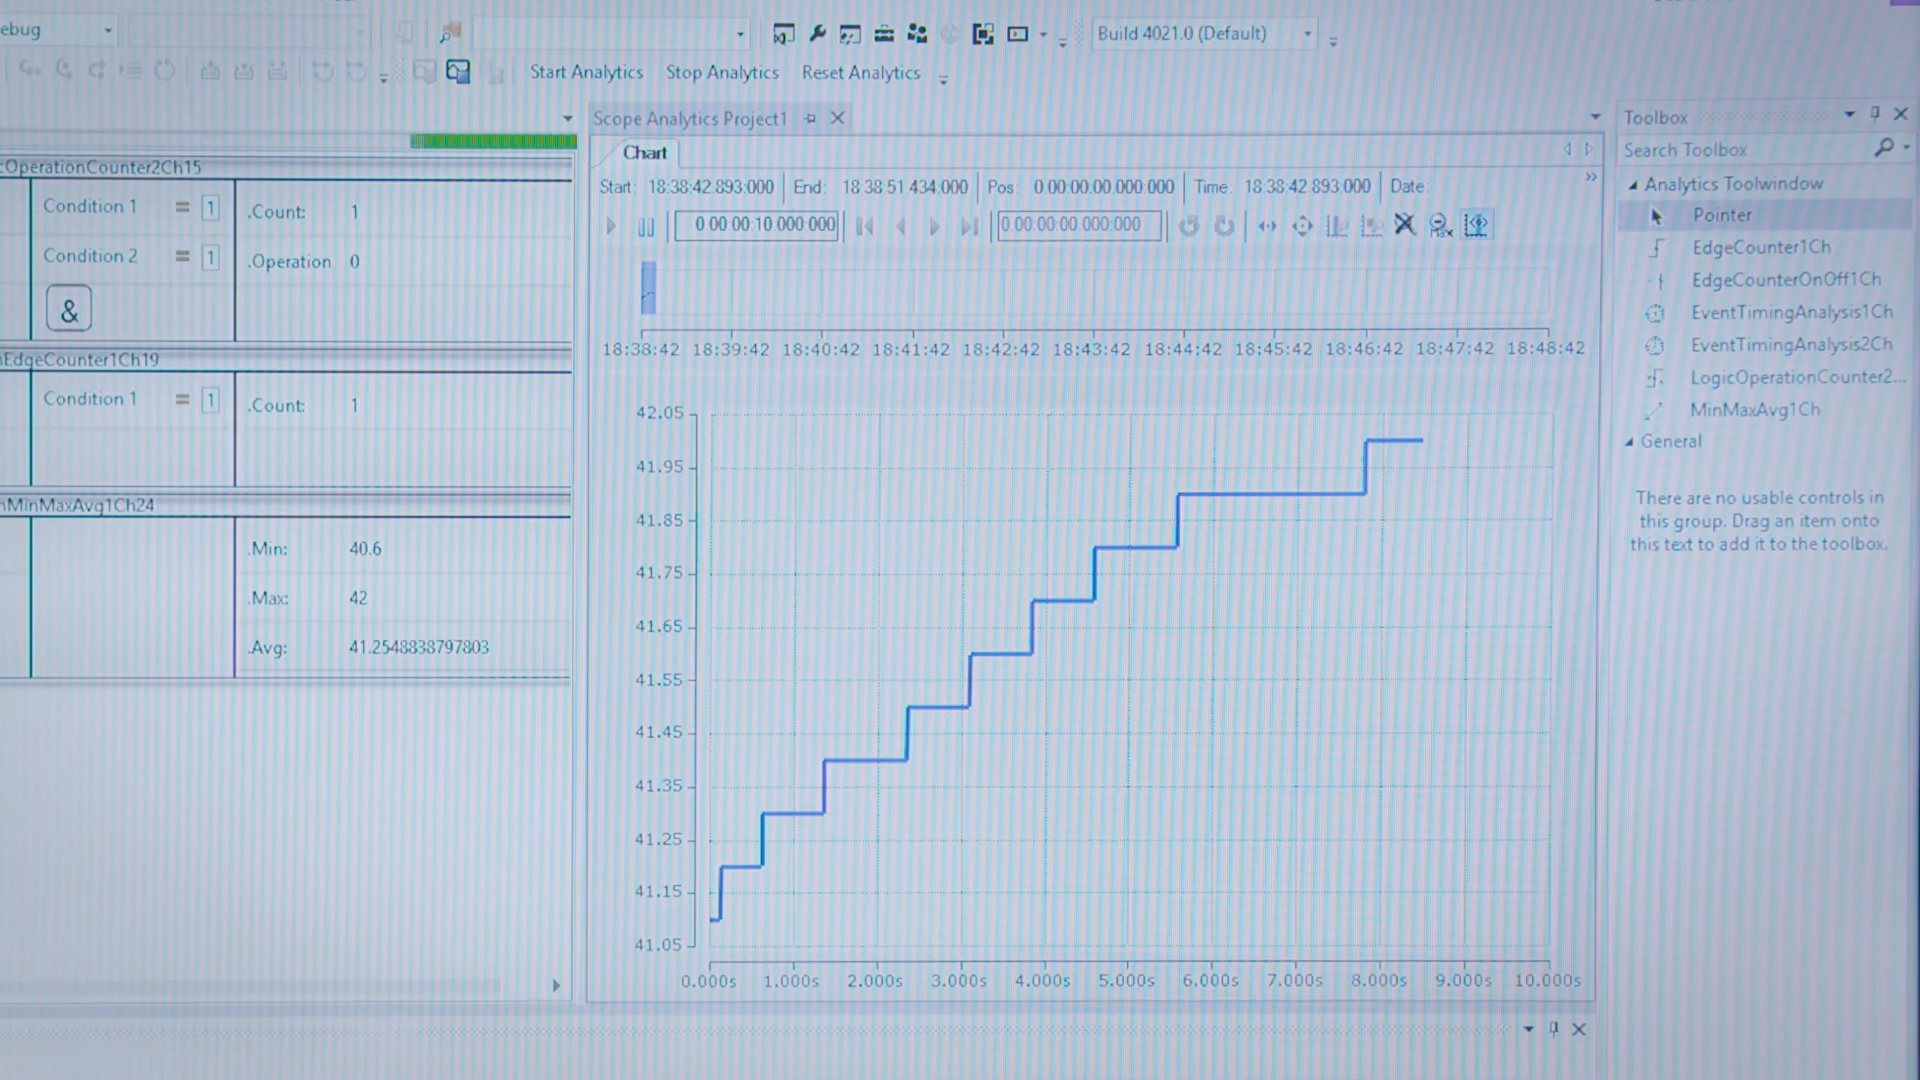 ebug
Build 4021.0 (Default)
Start Analytics Stop Analytics Reset Analytics
Scope Analytics Project1
Toolbox
Chart
Search Toolbox
cOperationCounter2Ch15
Start: 18:38:42 893:000 End: 18:38 51 434:000 Pos: 0.00:00:00.000:000 Time: 18:38:42 893 000 Date:
Analytics Toolwindow
Condition 1 = 1 .Count: 1
Pointer
0 00:00:10 000:000 0:00:00:00 000:000
EdgeCounter1Ch
Condition 2 = 1 .Operation 0
EdgeCounterOnOff1Ch
&
EventTimingAnalysis1Ch
18:38:42 18:39:42 18:40:42 18:41:42 18:42:42 18:43:42 18:44:42 18:45:42 18:46:42 18:47:42 18:48:42
EventTimingAnalysis2Ch
nEdgeCounter1Ch19
LogicOperationCounter2...
Condition 1 = 1 .Count: 1
MinMaxAvg1Ch
General
42.05
41.95
41.85
41.75
41.65
41.55
41.45
41.35
41.25
41.15
41.05
There are no usable controls in
this group. Drag an item onto
this text to add it to the toolbox.
nMinMaxAvg1Ch24
.Min: 40.6
.Max: 42
.Avg: 41.2548838797803
0.000s 1.000s 2.000s 3.000s 4.000s 5.000s 6.000s 7.000s 8.000s 9.000s 10.000s